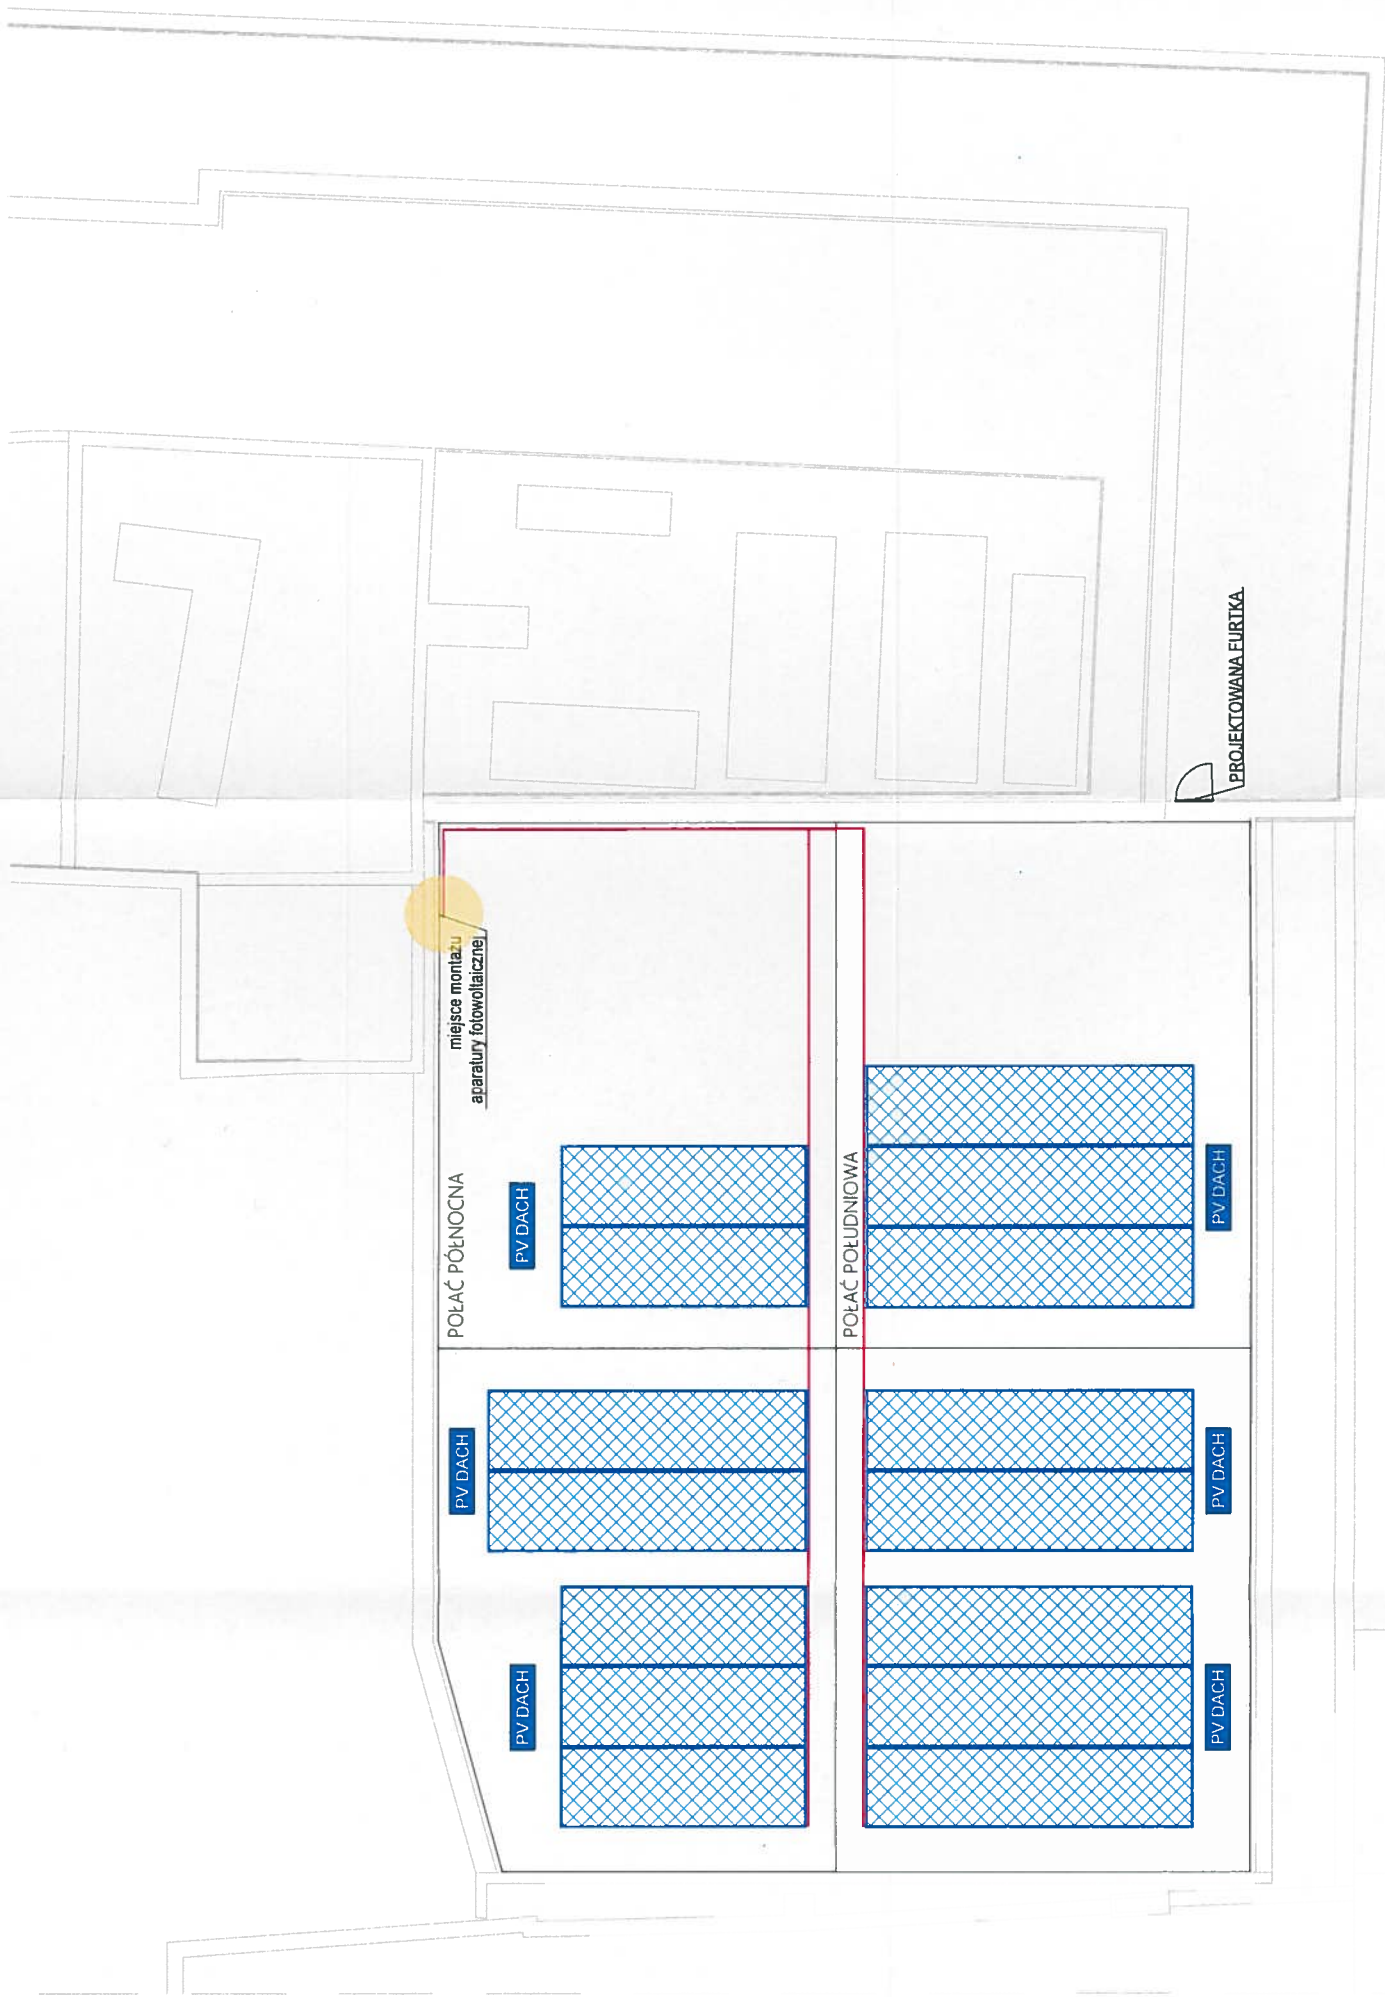 PV DACH
POŁAĆ PÓŁNOCNA
miejsce montażu
aparatury fotowoltaicznej
PV DACH
PV DACH
POŁAĆ POŁUDNIOWA
PV DACH
PV DACH
PV DACH
PROJEKTOWANA FURTKA